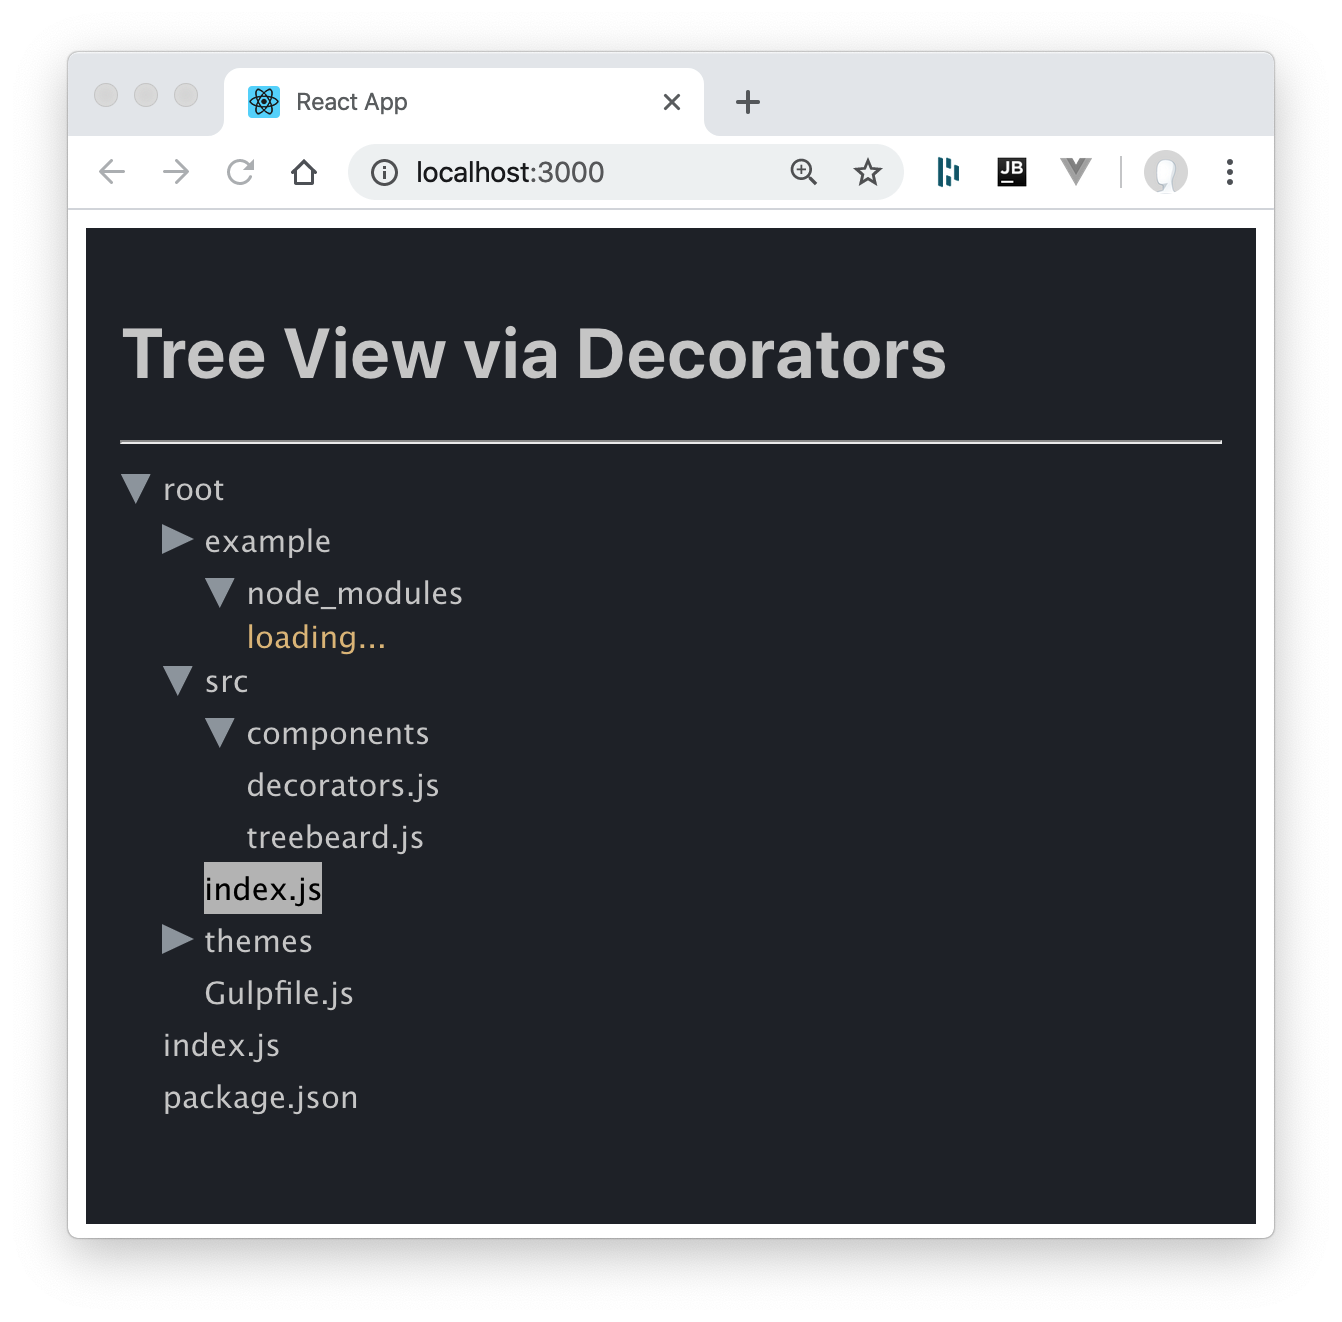 React App
localhost:3000
JB
Tree View via Decorators
root
example
node_modules
loading...
src
components
decorators.js
treebeard.js
index.js
themes
Gulpfile.js
index.js
package.json